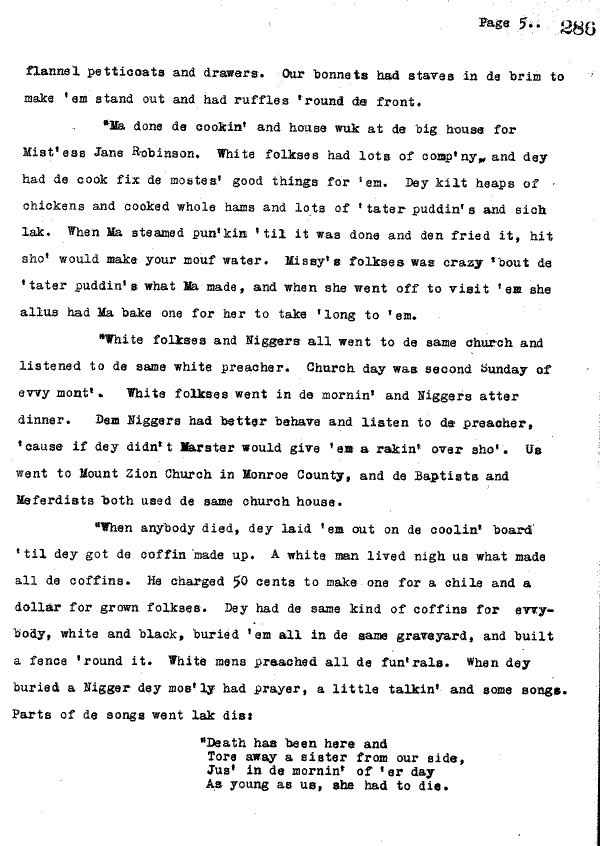 Page 5.. 286
flannel petticoats and drawers. Our bonnets had staves in de brim to
make 'em stand out and had ruffles 'round de front.
"Ma done de cookin' and house wuk at de big house for
Mist'ess Jane Robinson. White folkses had lots of comp'ny, and dey
had de cook fix de mostes' good things for 'em. Dey kilt heaps of
chickens and cooked whole hams and lots of 'tater puddin's and sich
lak. When Ma steamed pun'kin 'til it was done and den fried it, hit
sho' would make your mouf water. Missy's folkses was crazy 'bout de
'tater puddin's what Ma made, and when she went off to visit 'em she
allus had Ma bake one for her to take 'long to 'em.
"White folkses and Niggers all went to de same church and
listened to de same white preacher. Church day was second Sunday of
evvy mont'. White folkses went in de mornin' and Niggers atter
dinner. Dem Niggers had better behave and listen to de preacher,
'cause if dey didn't Marster would give 'em a rakin' over sho'. Us
went to Mount Zion Church in Monroe County, and de Baptists and
Meferdists both used de same church house.
"When anybody died, dey laid 'em out on de coolin' board
'til dey got de coffin made up. A white man lived nigh us what made
all de coffins. He charged 50 cents to make one for a chile and a
dollar for grown folkses. Dey had de same kind of coffins for evvy-
body, white and black, buried 'em all in de same graveyard, and built
a fence 'round it. White mens preached all de fun'rals. When dey
buried a Nigger dey mos'ly had prayer, a little talkin' and some songs.
Parts of de songs went lak dis:
"Death has been here and
Tore away a sister from our side,
Jus' in de mornin' of 'er day
As young as us, she had to die.